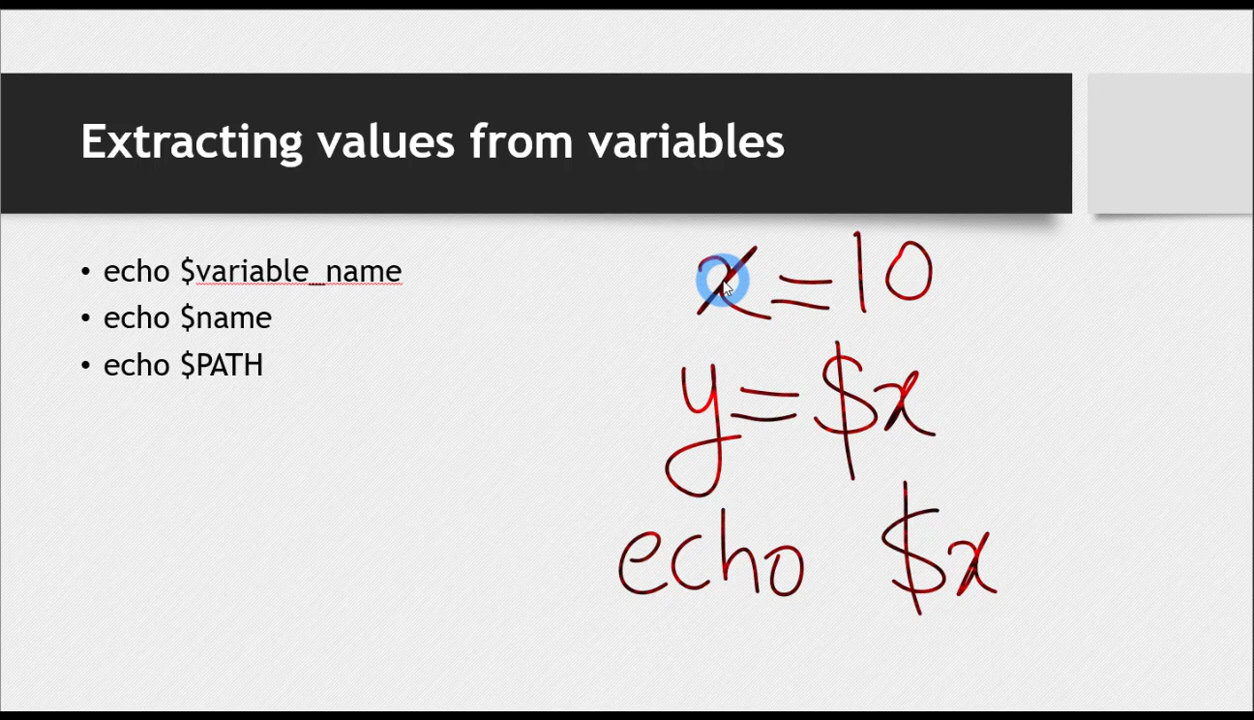 Extracting values from variables
• echo $variable_name
• echo $name
• echo $PATH
x=10
y=$x
echo $x